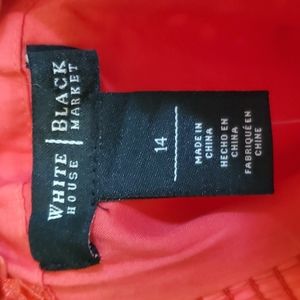 WHITE | BLACK
HOUSE | MARKET
14
MADE IN
CHINA
HECHO EN
CHINA
FABRIQUÉ EN
CHINE